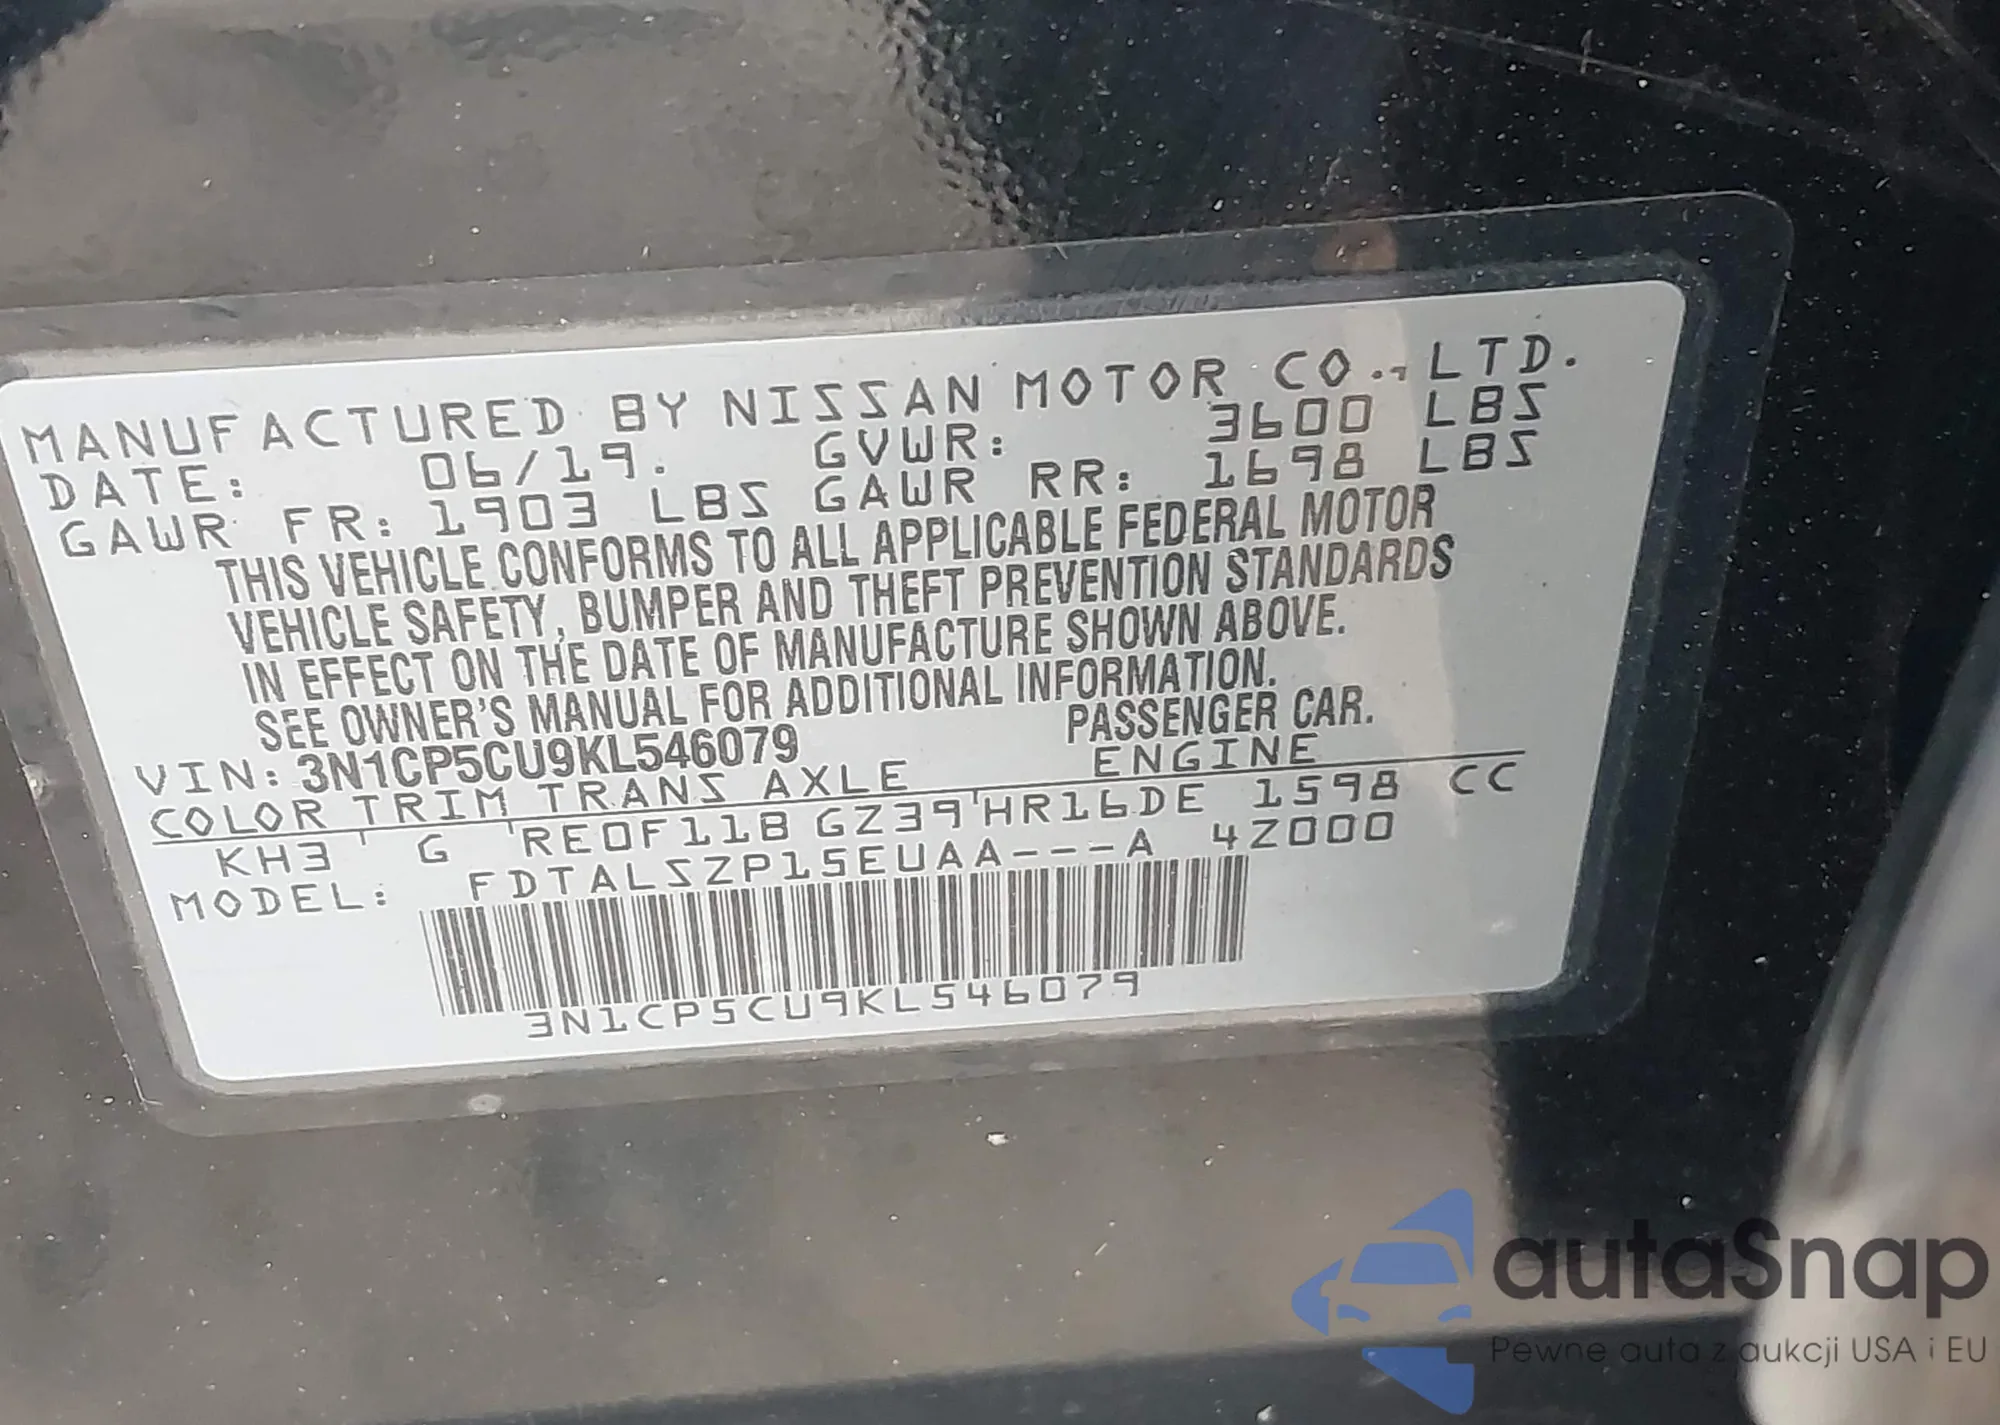 MANUFACTURED BY NISSAN MOTOR CO., LTD.
DATE: 06/19. GVWR: 3600 LBS
GAWR FR: 1903 LBS GAWR RR: 1698 LBS
THIS VEHICLE CONFORMS TO ALL APPLICABLE FEDERAL MOTOR
VEHICLE SAFETY, BUMPER AND THEFT PREVENTION STANDARDS
IN EFFECT ON THE DATE OF MANUFACTURE SHOWN ABOVE.
SEE OWNER'S MANUAL FOR ADDITIONAL INFORMATION.
VIN: 3N1CP5CU9KL546079 PASSENGER CAR.
COLOR TRIM TRANS AXLE ENGINE
KH3 G RE0F11B GZ39 HR16DE 1598 CC
MODEL: FDTALSZP15EUAA---A 4Z000
3N1CP5CU9KL546079
autaSnap
Pewne auta z aukcji USA i EU